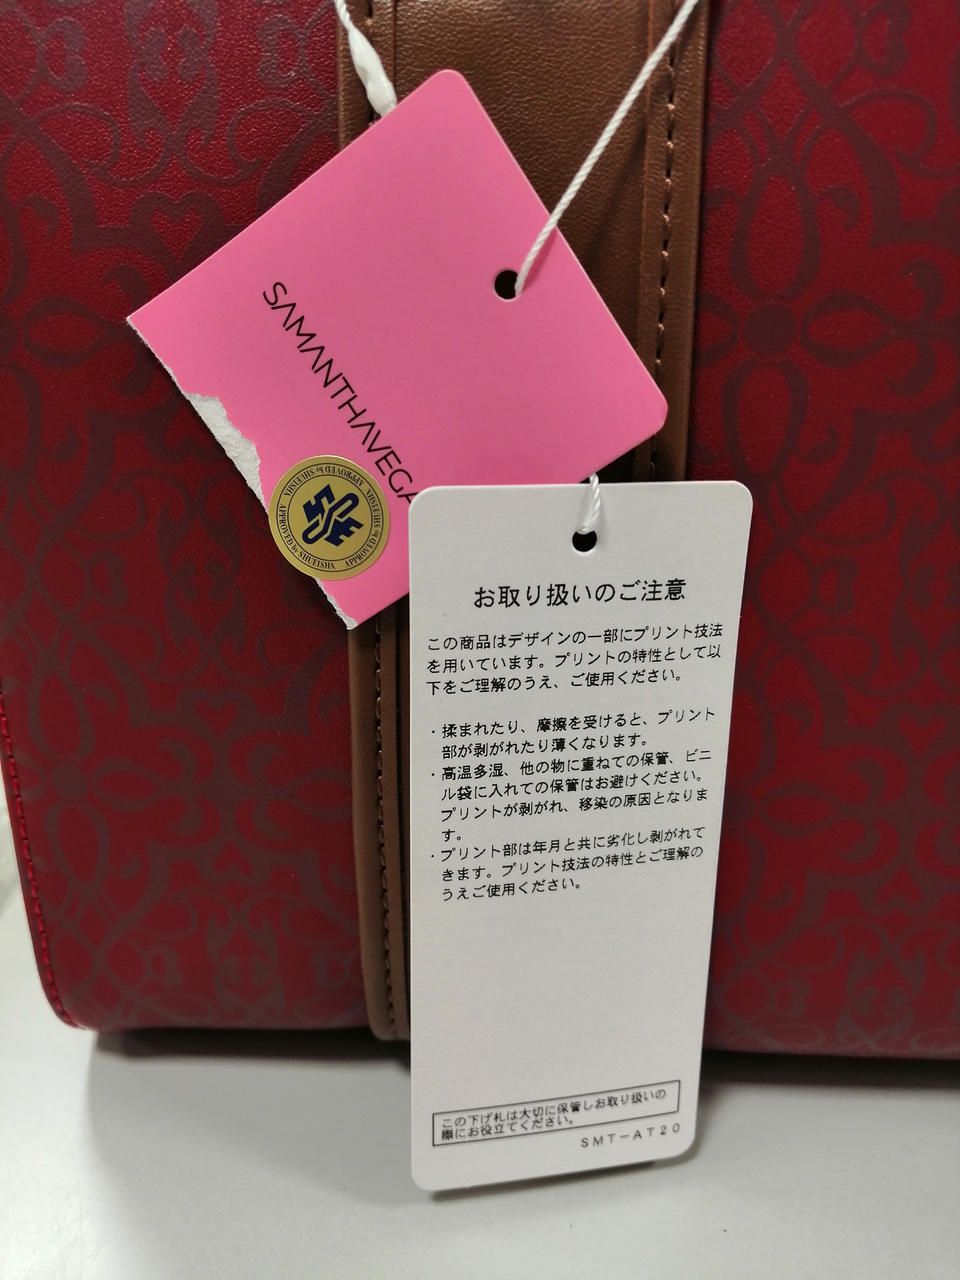 SAMANTHAVEGA
APPROVED by SHUEISHA APPROVED by SHUEISHA APPROVED by SHUEISHA
お取り扱いのご注意
この商品はデザインの一部にプリント技法
を用いています。プリントの特性として以
下をご理解のうえ、ご使用ください。
・揉まれたり、摩擦を受けると、プリント
部が剥がれたり薄くなります。
・高温多湿、他の物に重ねての保管、ビニ
ル袋に入れての保管はお避けください。
プリントが剥がれ、移染の原因となりま
す。
・プリント部は年月と共に劣化し剥がれて
きます。プリント技法の特性とご理解の
うえご使用ください。
この下げ札は大切に保管しお取り扱いの
際にお役立てください。
SMT－AT20